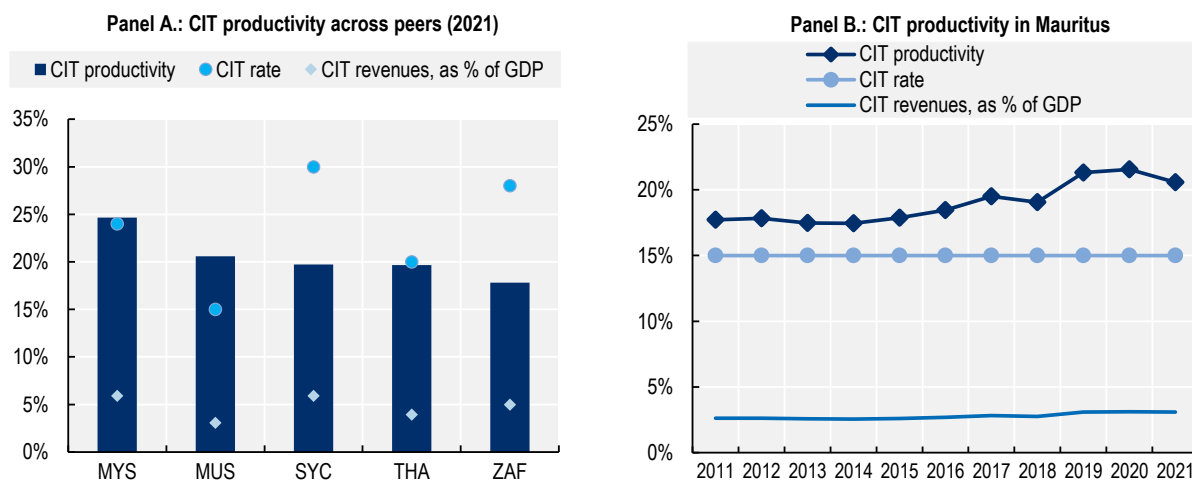 Panel A.: CIT productivity across peers (2021)
CIT productivity CIT rate CIT revenues, as % of GDP
35%
30%
25%
20%
15%
10%
5%
0%
MYS MUS SYC THA ZAF
Panel B.: CIT productivity in Mauritus
CIT productivity
CIT rate
CIT revenues, as % of GDP
25%
20%
15%
10%
5%
0%
2011 2012 2013 2014 2015 2016 2017 2018 2019 2020 2021